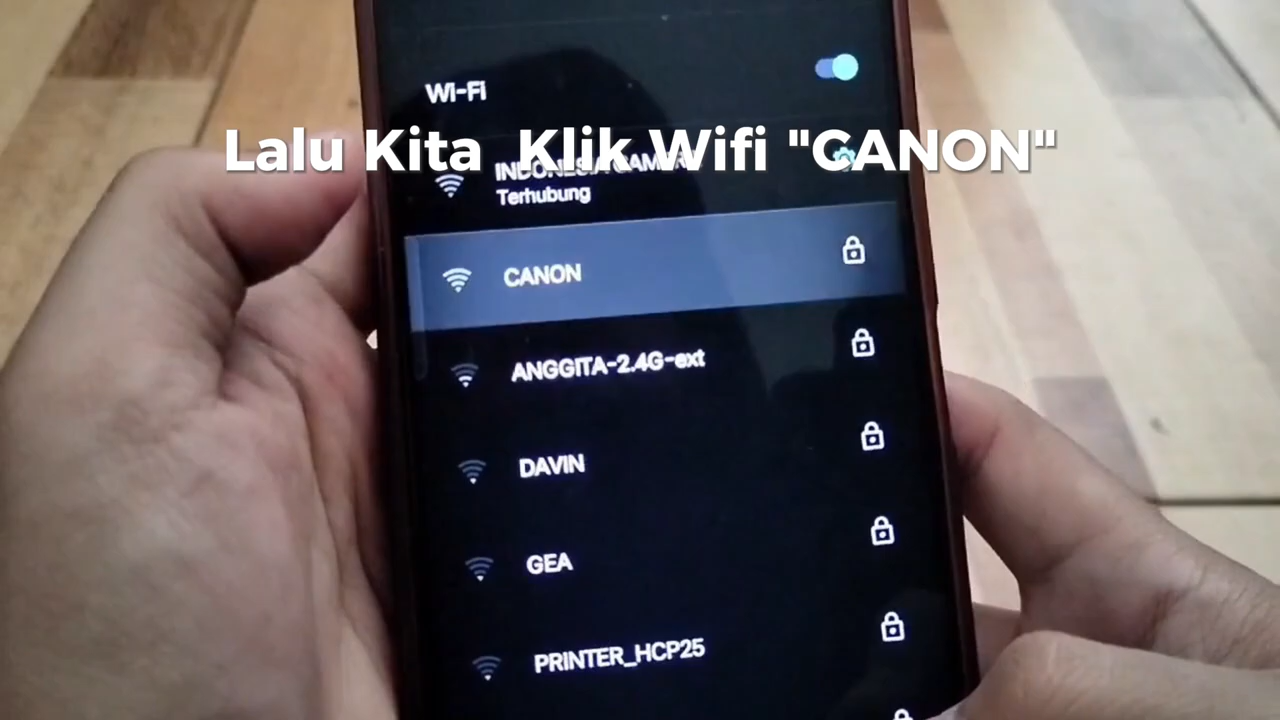 Wi-Fi
Lalu Kita Klik Wifi "CANON"
Terhubung
CANON
ANGGITA-2.4G-ext
DAVIN
GEA
PRINTER_HCP25